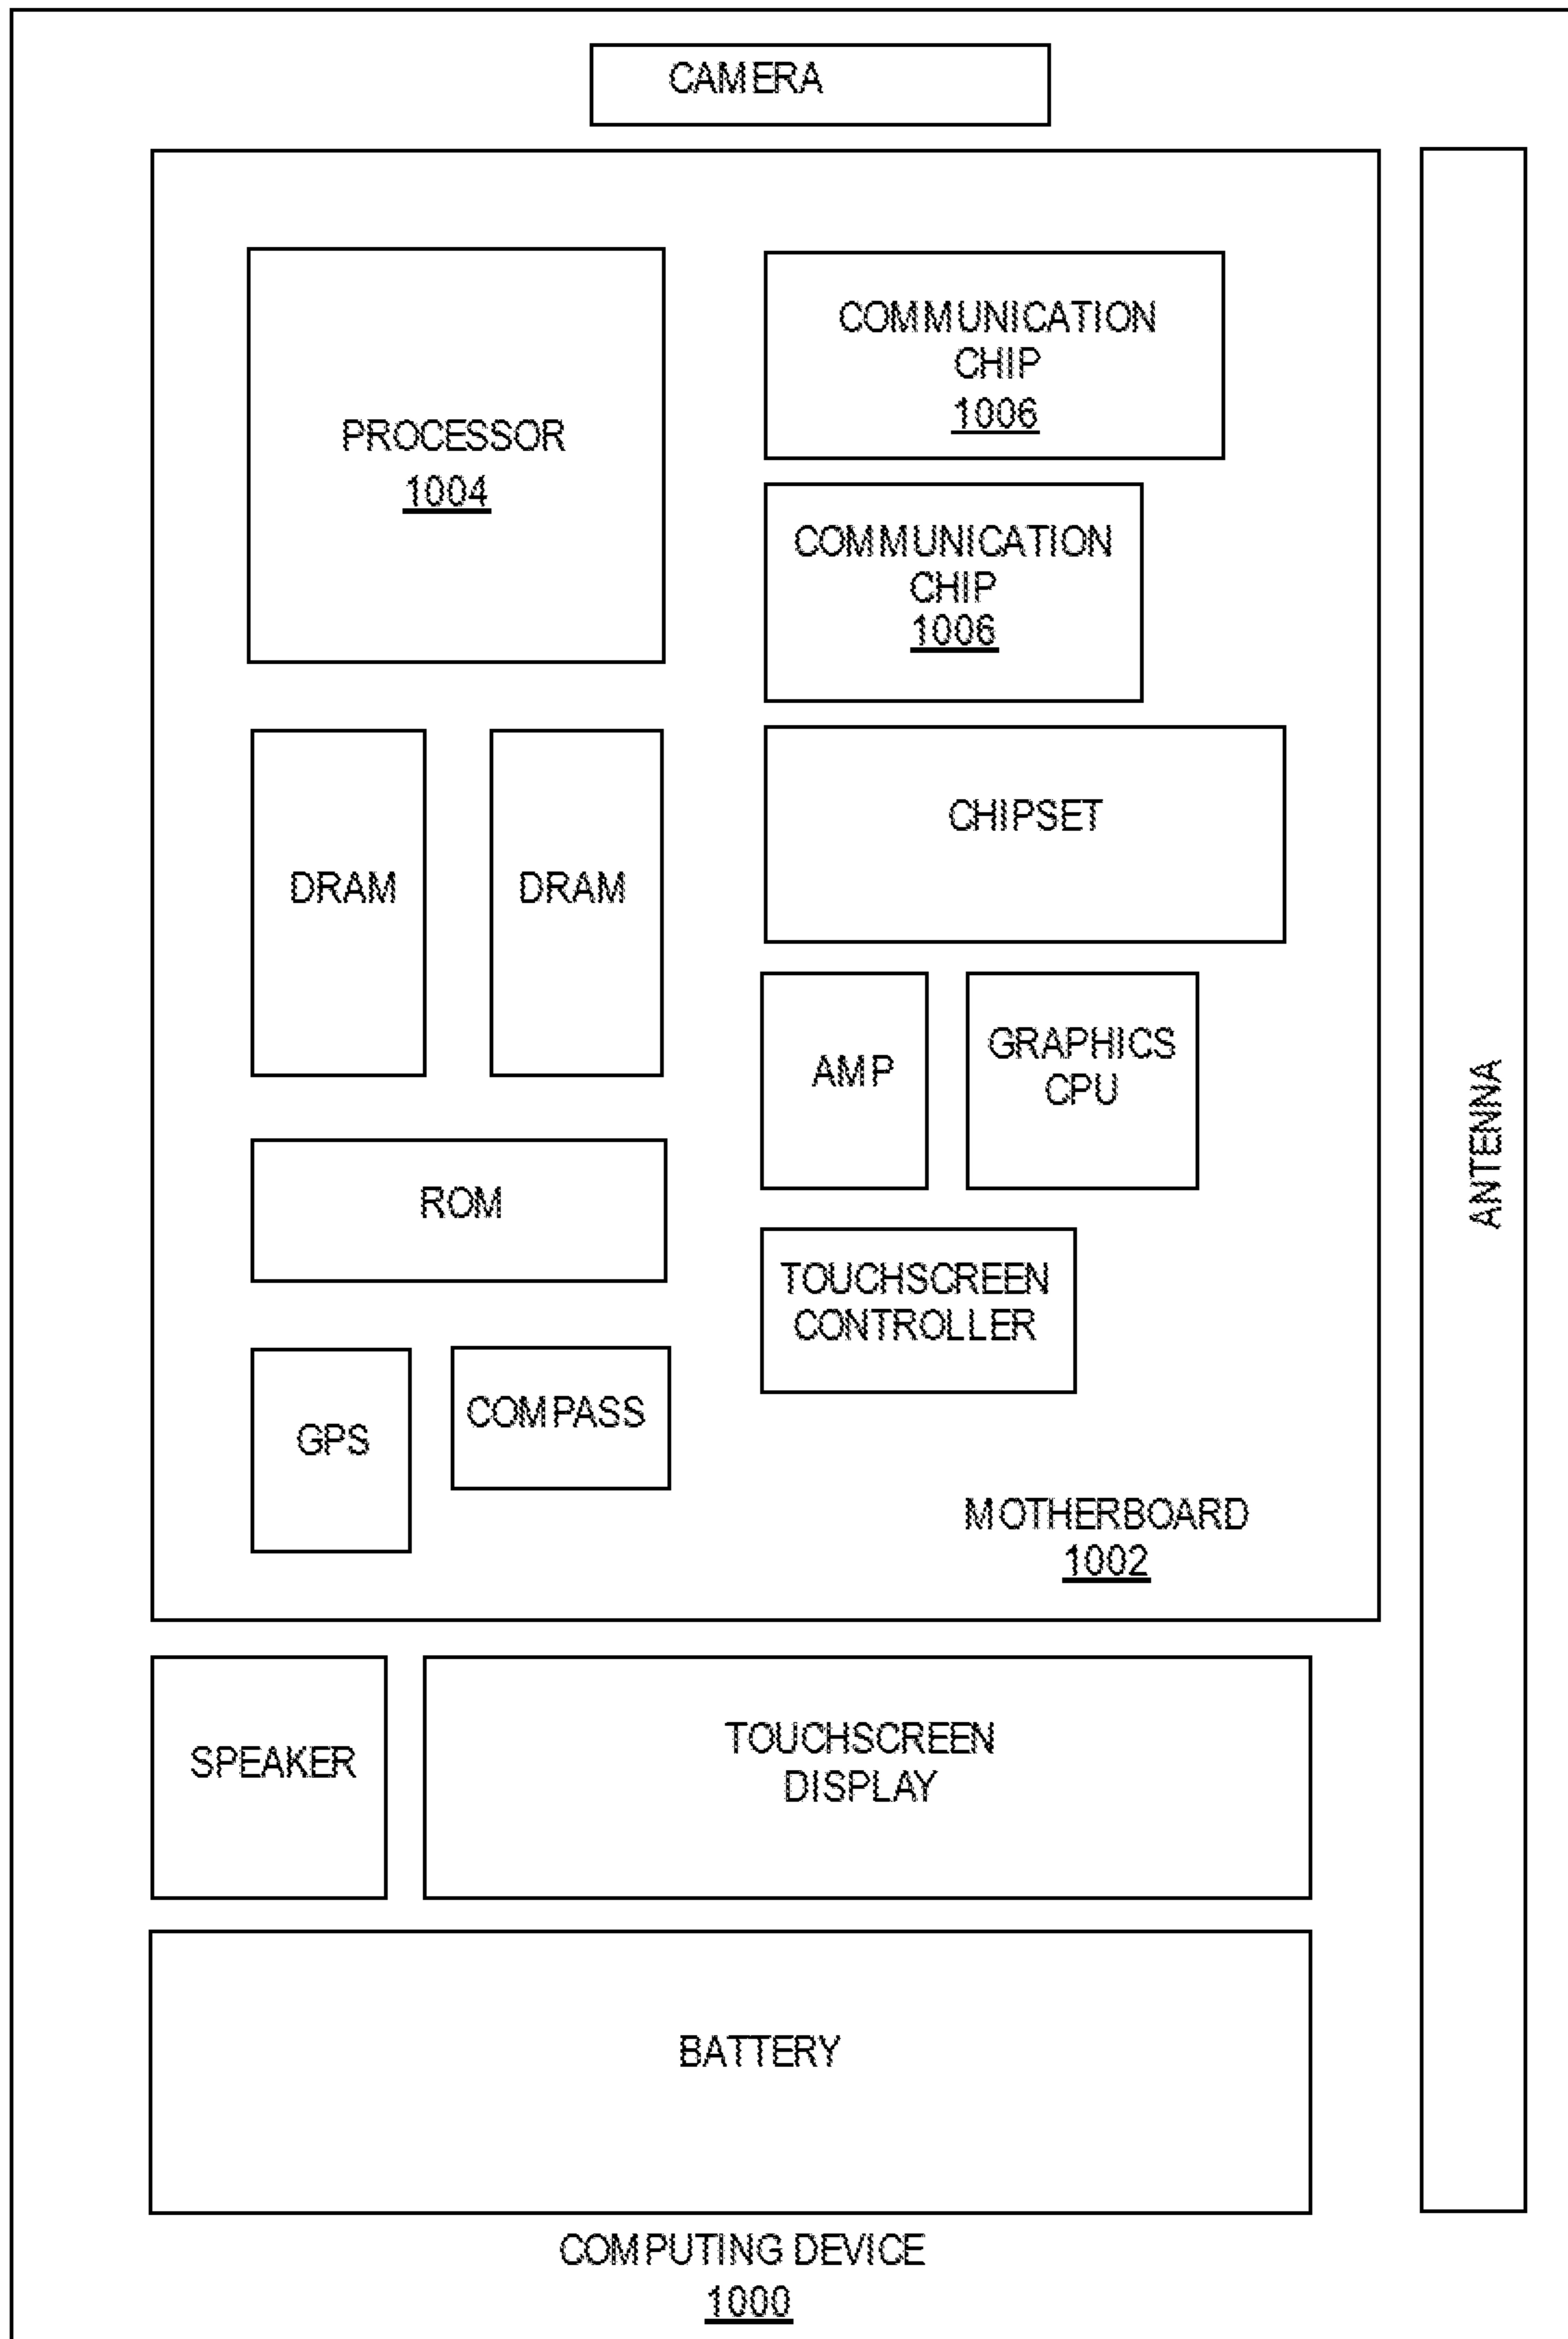 CAMERA
PROCESSOR
1004
COMMUNICATION
CHIP
1006
COMMUNICATION
CHIP
1006
DRAM
DRAM
CHIPSET
AMP
GRAPHICS
CPU
ROM
TOUCHSCREEN
CONTROLLER
GPS
COMPASS
MOTHERBOARD
1002
ANTENNA
SPEAKER
TOUCHSCREEN
DISPLAY
BATTERY
COMPUTING DEVICE
1000